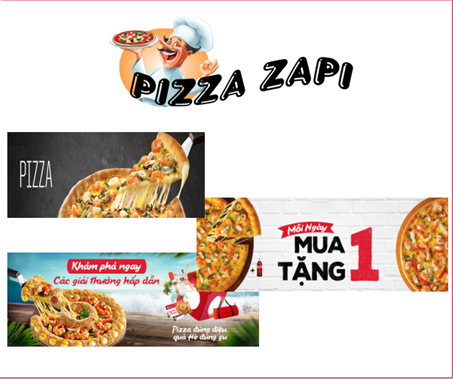 PIZZA ZAPI
PIZZA
Mỗi Ngày
MUA
TẶNG 1
Khám phá ngay
Các giải thưởng hấp dẫn
Pizza đúng điệu
quà Hè đúng gu